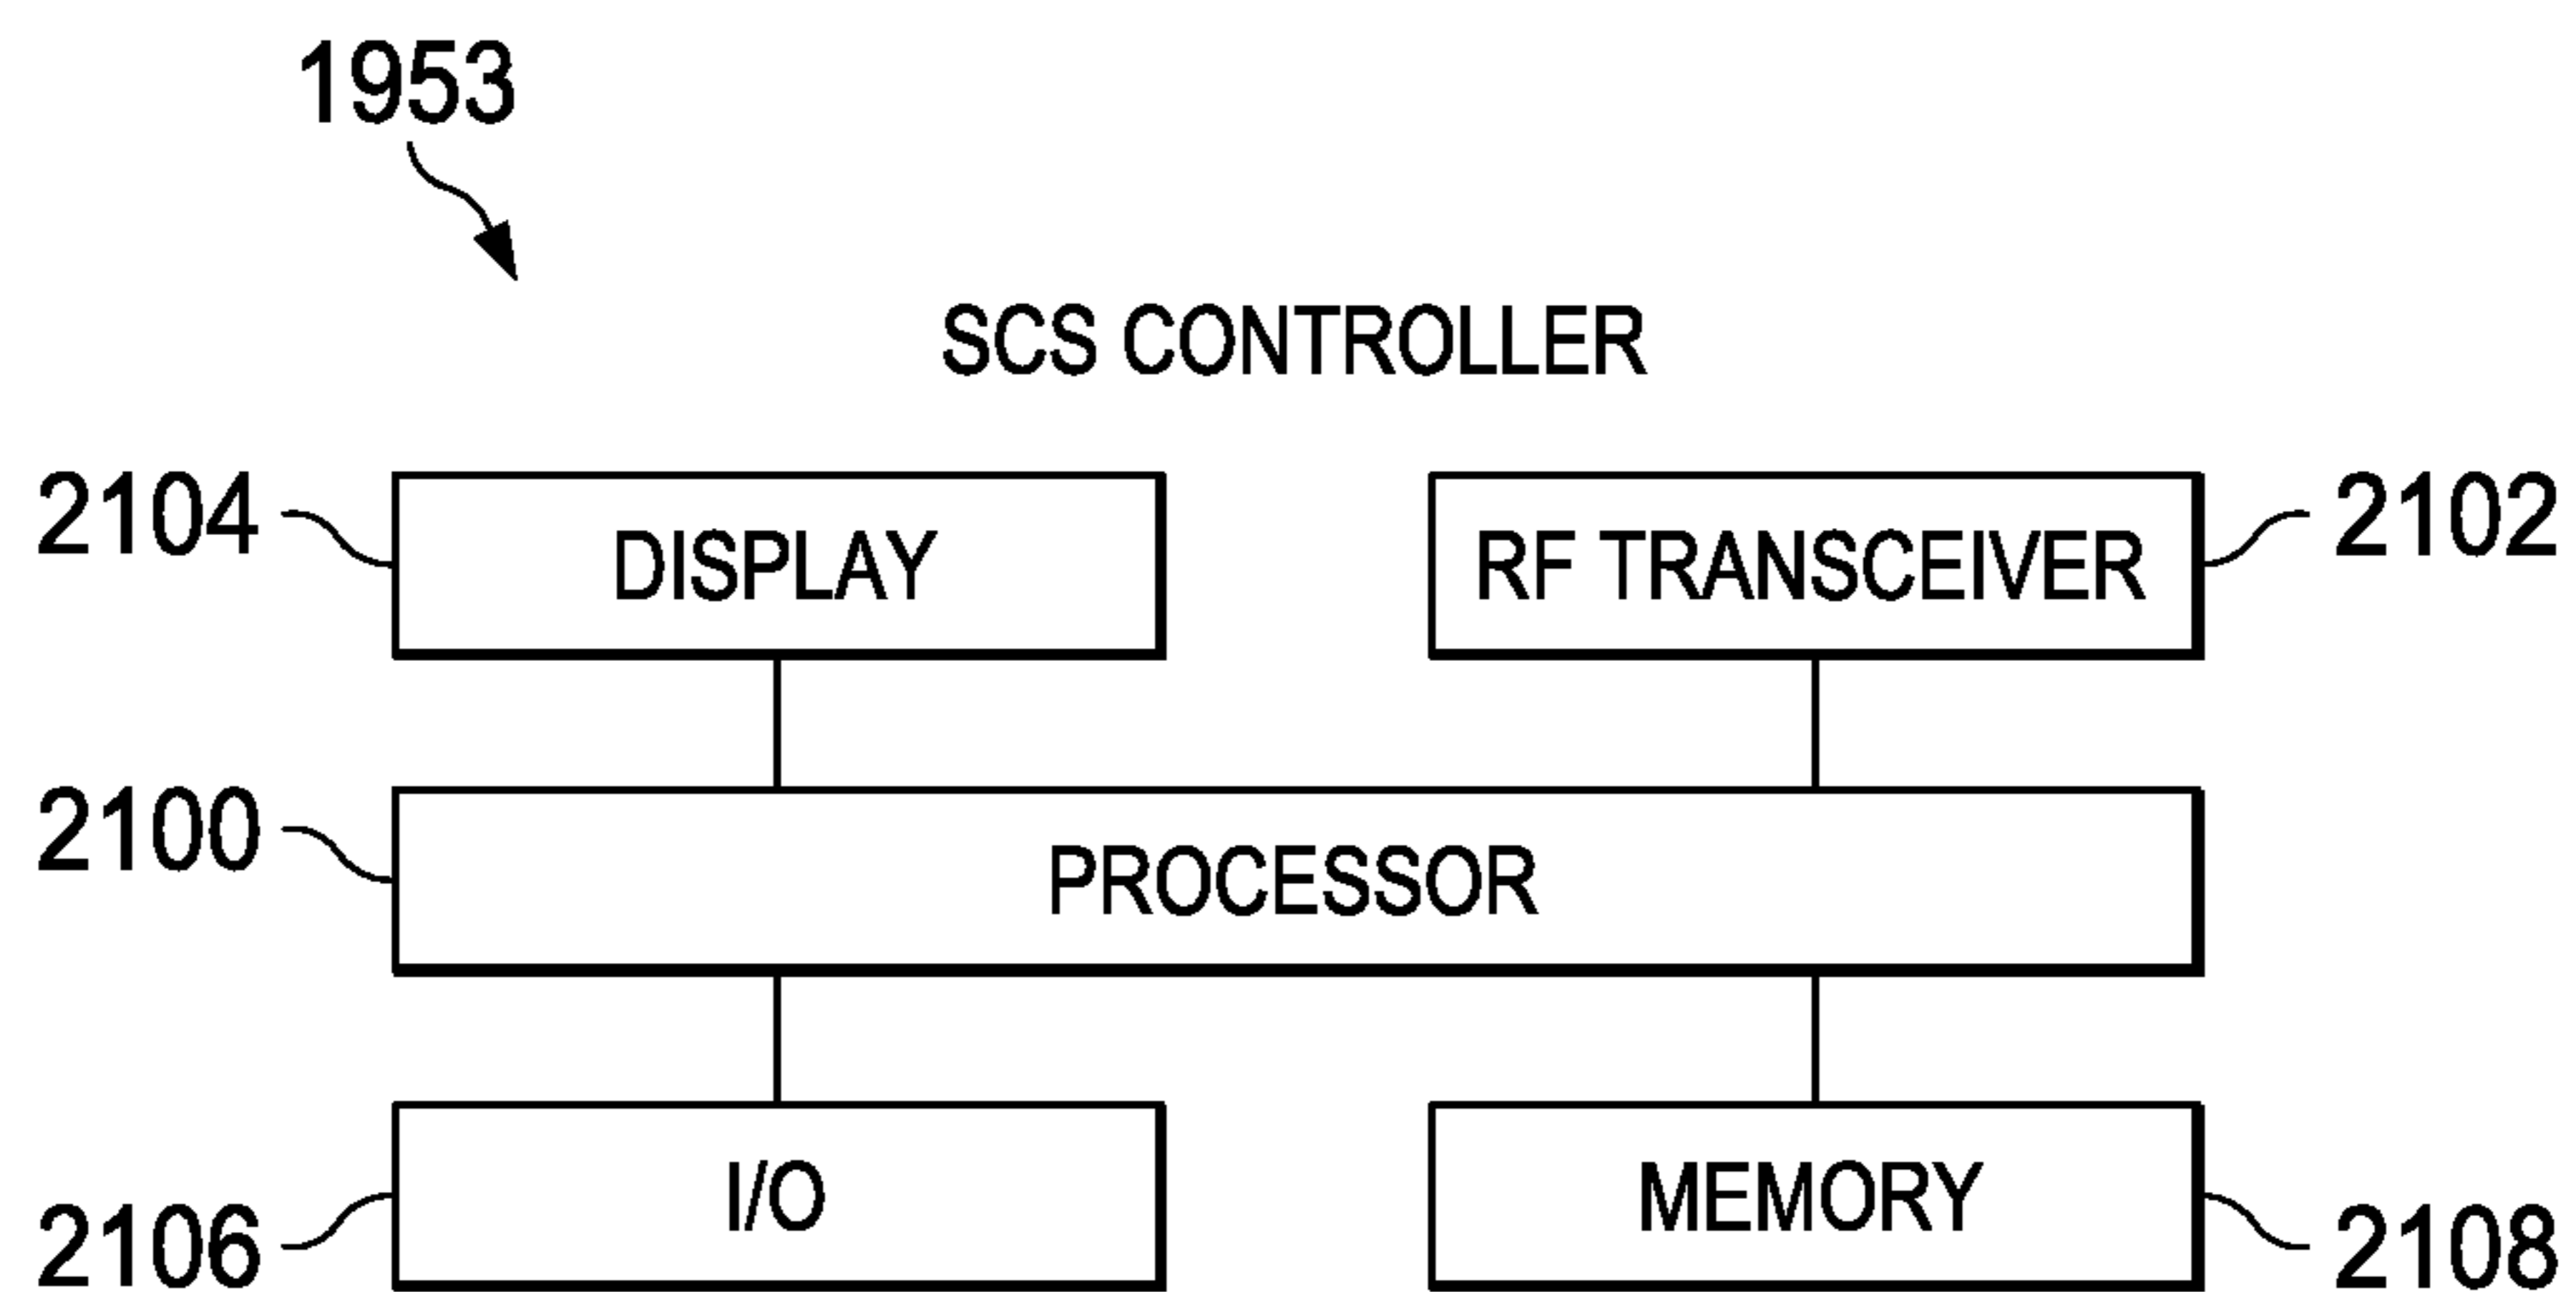 1953
SCS CONTROLLER
2104 DISPLAY RF TRANSCEIVER 2102
2100 PROCESSOR
2106 I/O MEMORY 2108